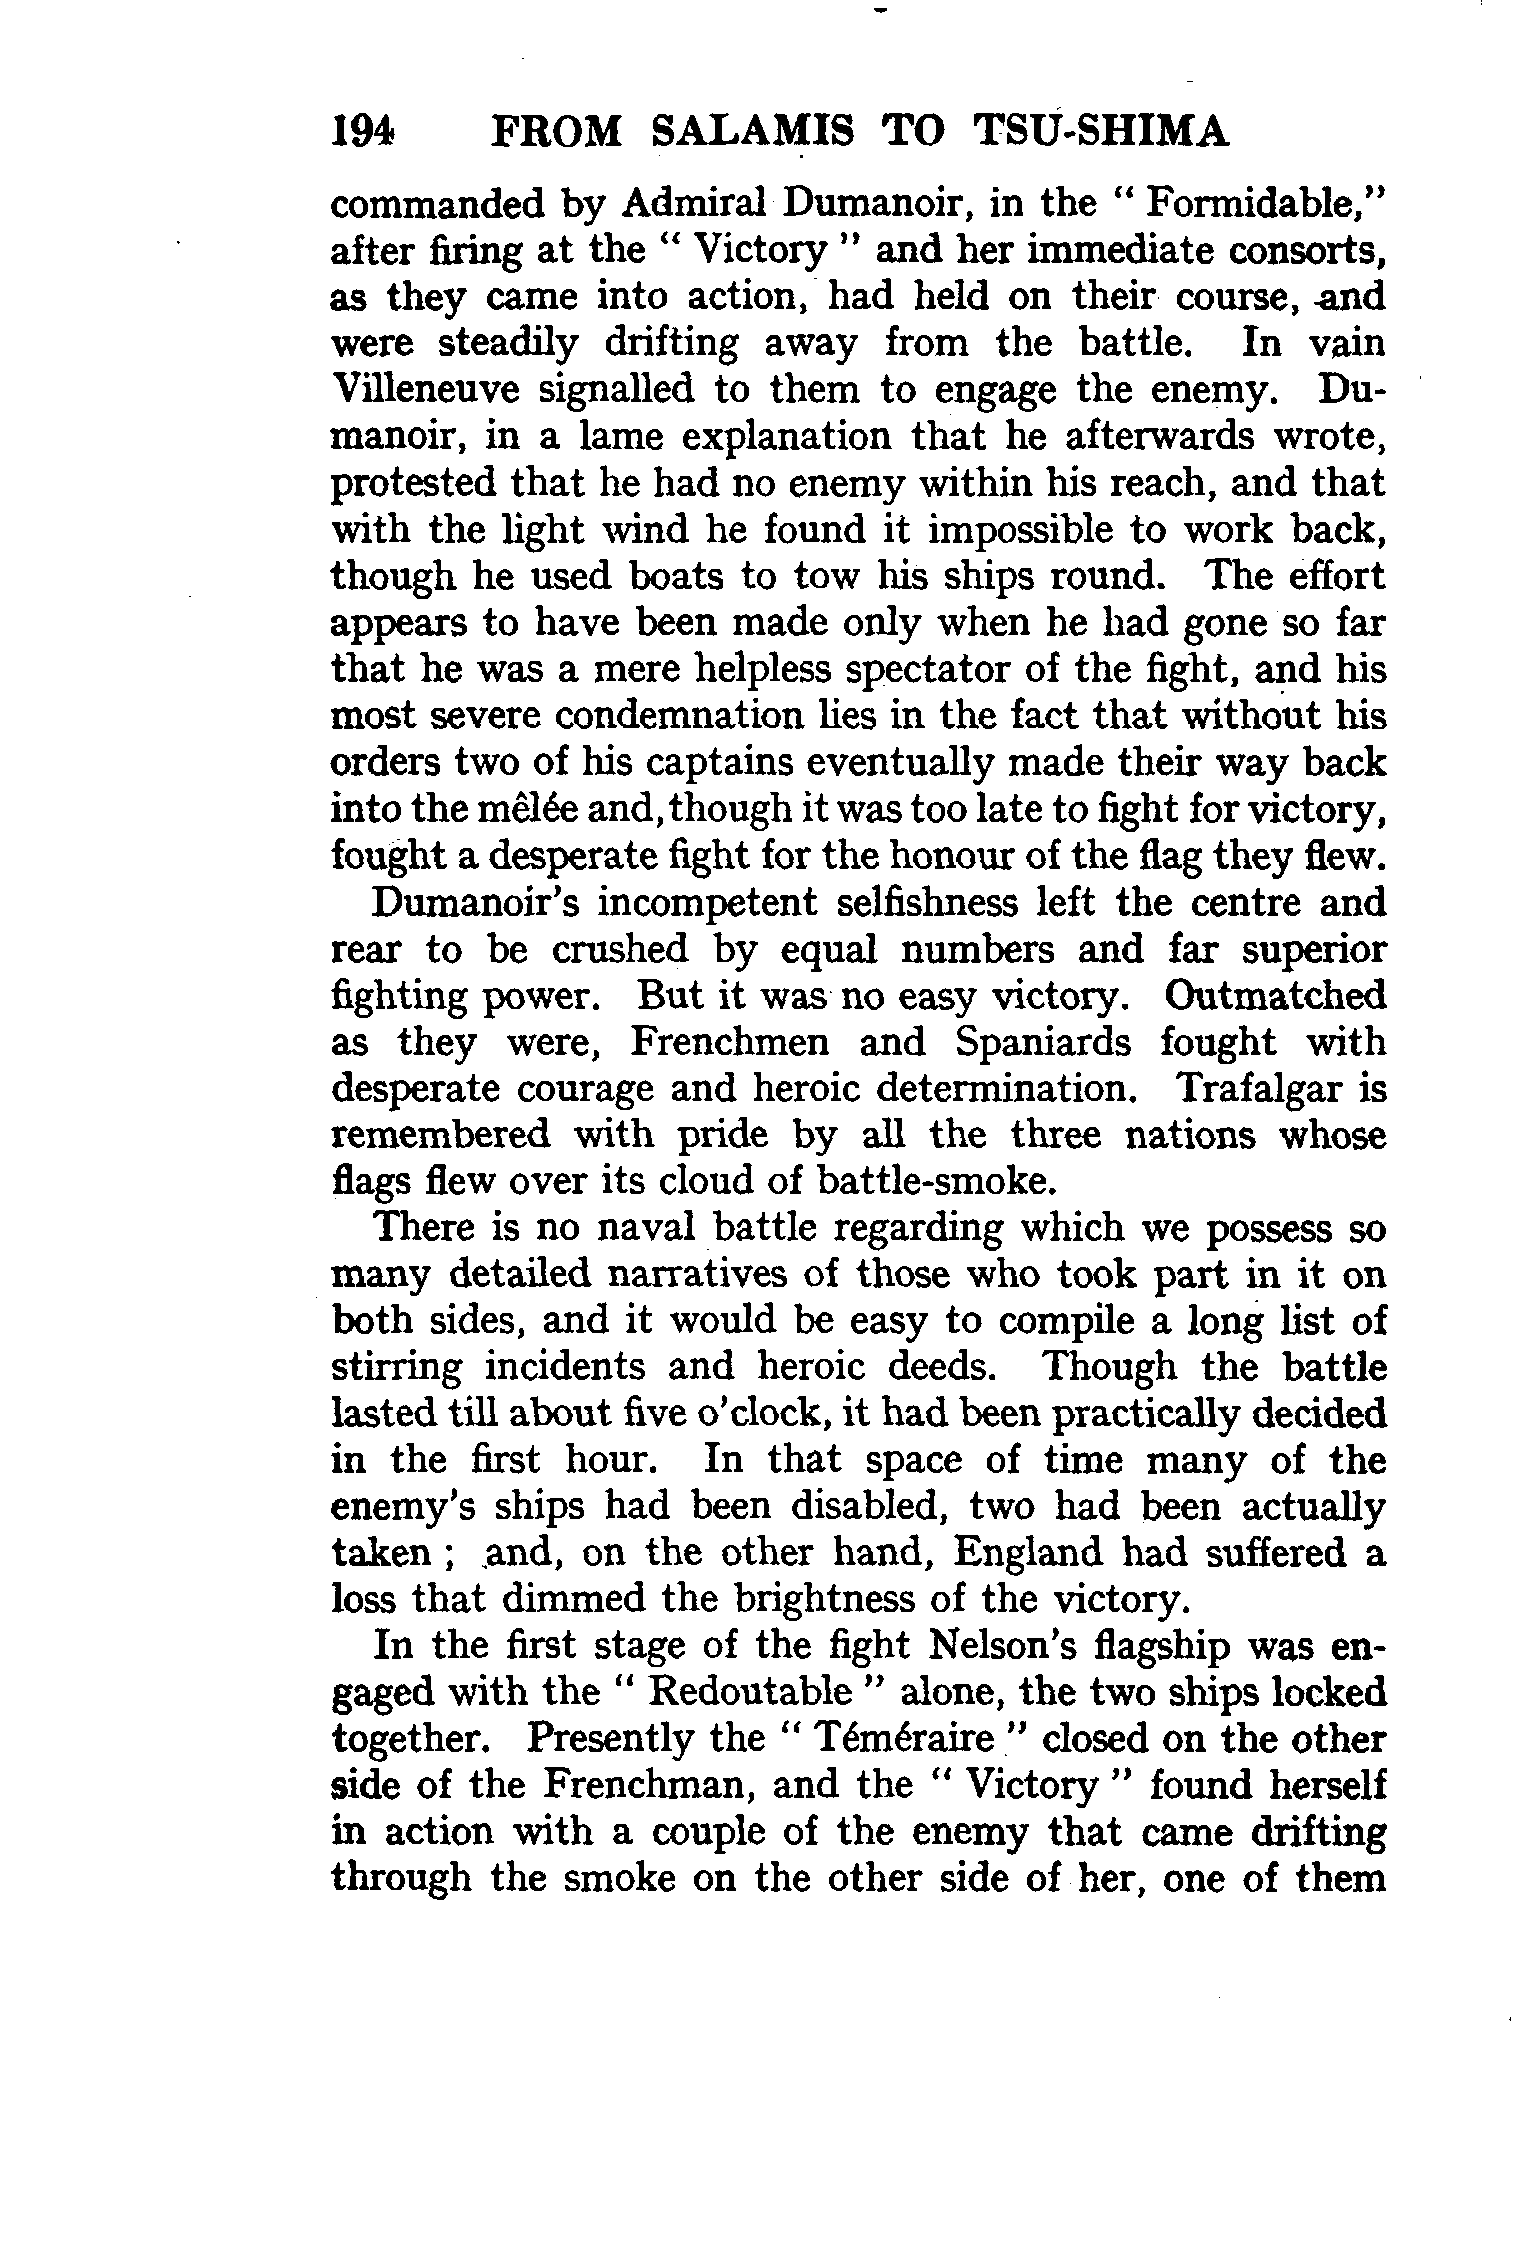 194 FROM SALAMIS TO TSU-SHIMA
commanded by Admiral Dumanoir, in the " Formidable,"
after firing at the " Victory " and her immediate consorts,
as they came into action, had held on their course, and
were steadily drifting away from the battle. In vain
Villeneuve signalled to them to engage the enemy. Du-
manoir, in a lame explanation that he afterwards wrote,
protested that he had no enemy within his reach, and that
with the light wind he found it impossible to work back,
though he used boats to tow his ships round. The effort
appears to have been made only when he had gone so far
that he was a mere helpless spectator of the fight, and his
most severe condemnation lies in the fact that without his
orders two of his captains eventually made their way back
into the mêlée and, though it was too late to fight for victory,
fought a desperate fight for the honour of the flag they flew.
Dumanoir's incompetent selfishness left the centre and
rear to be crushed by equal numbers and far superior
fighting power. But it was no easy victory. Outmatched
as they were, Frenchmen and Spaniards fought with
desperate courage and heroic determination. Trafalgar is
remembered with pride by all the three nations whose
flags flew over its cloud of battle-smoke.
There is no naval battle regarding which we possess so
many detailed narratives of those who took part in it on
both sides, and it would be easy to compile a long list of
stirring incidents and heroic deeds. Though the battle
lasted till about five o'clock, it had been practically decided
in the first hour. In that space of time many of the
enemy's ships had been disabled, two had been actually
taken ; and, on the other hand, England had suffered a
loss that dimmed the brightness of the victory.
In the first stage of the fight Nelson's flagship was en-
gaged with the " Redoutable " alone, the two ships locked
together. Presently the " Téméraire " closed on the other
side of the Frenchman, and the " Victory " found herself
in action with a couple of the enemy that came drifting
through the smoke on the other side of her, one of them